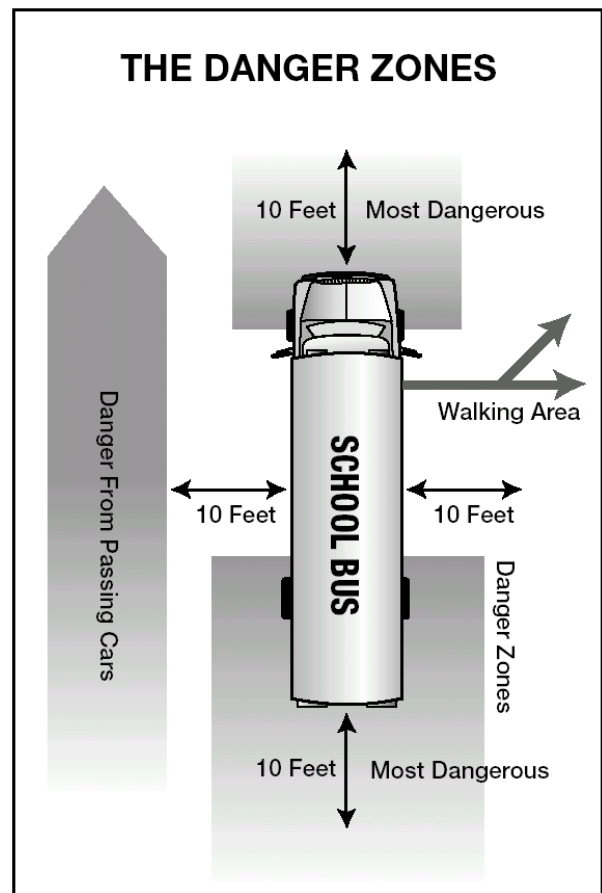 THE DANGER ZONES
10 Feet
Most Dangerous
Walking Area
Danger From Passing Cars
SCHOOL BUS
10 Feet
10 Feet
Danger Zones
10 Feet
Most Dangerous